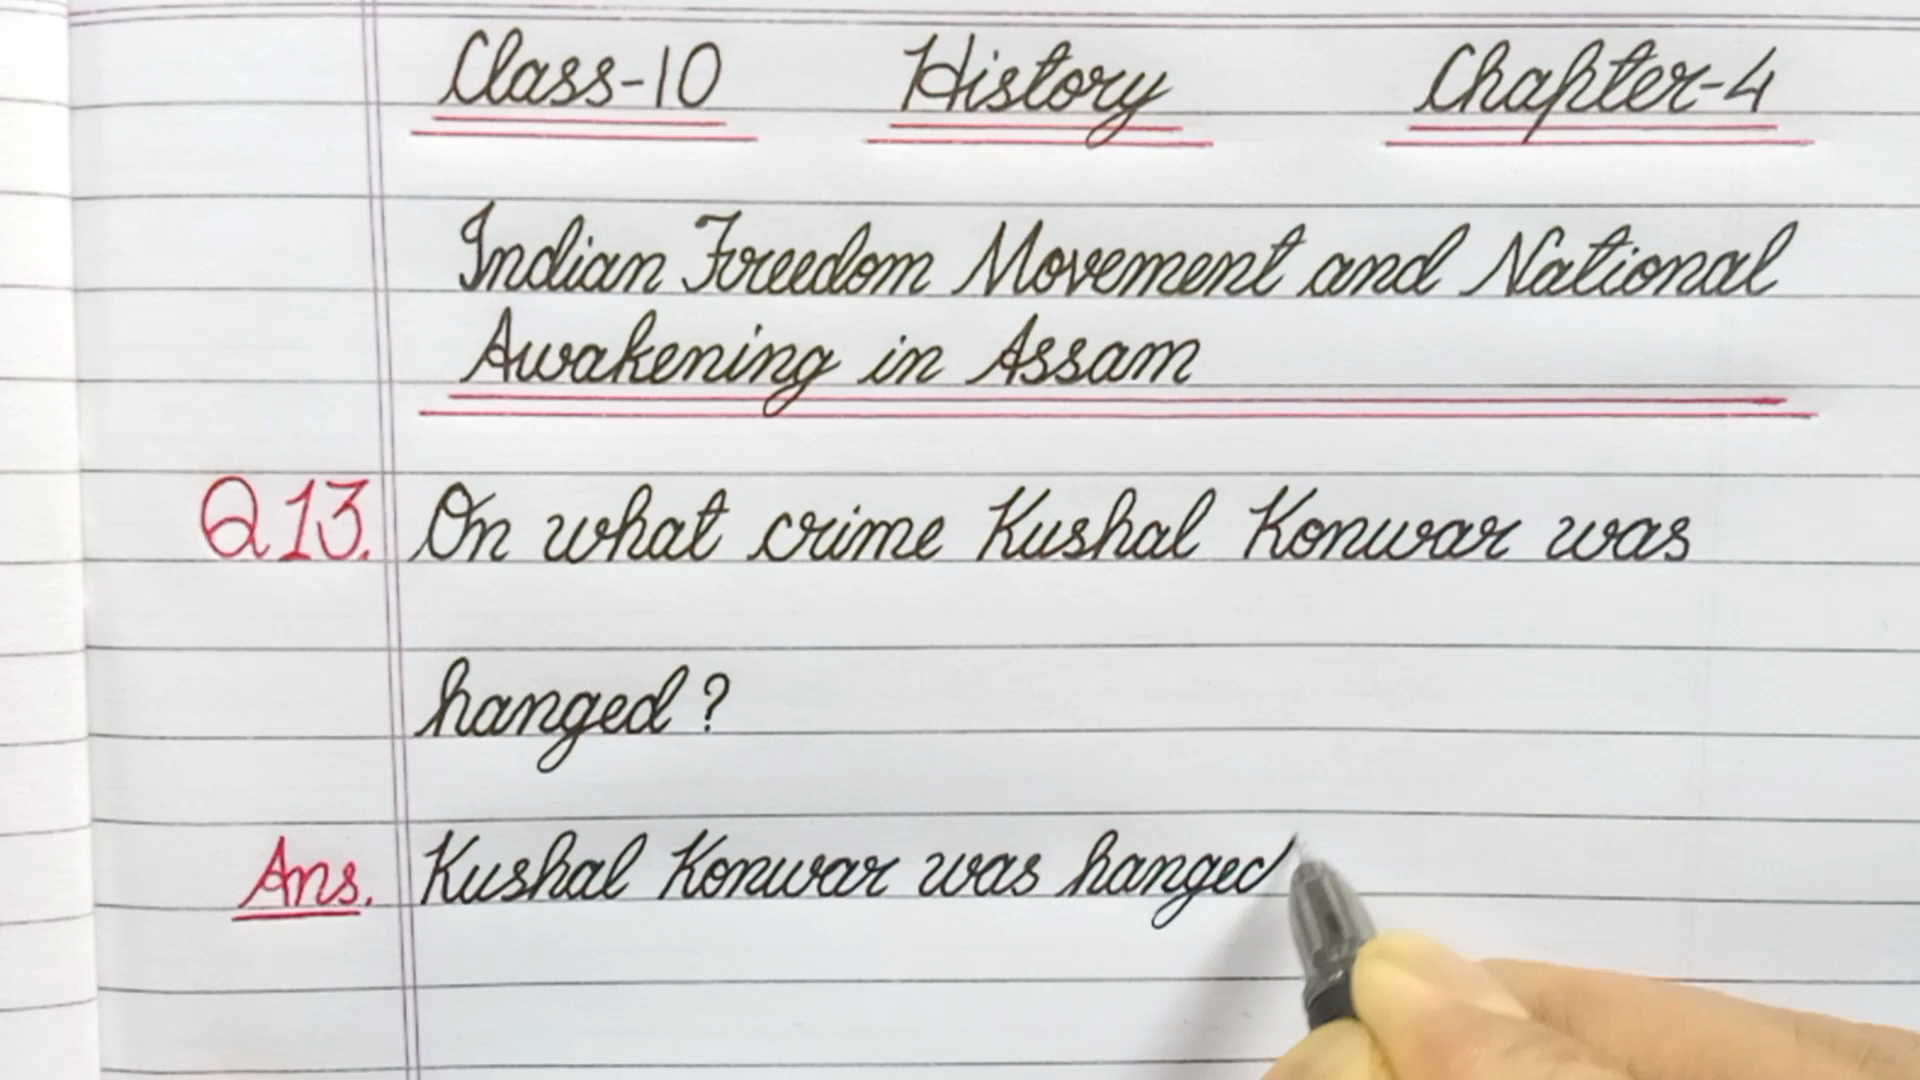 Class-10 History Chapter-4
Indian Freedom Movement and National
Awakening in Assam
Q13. On what crime Kushal Konwar was
hanged?
Ans. Kushal Konwar was hanged